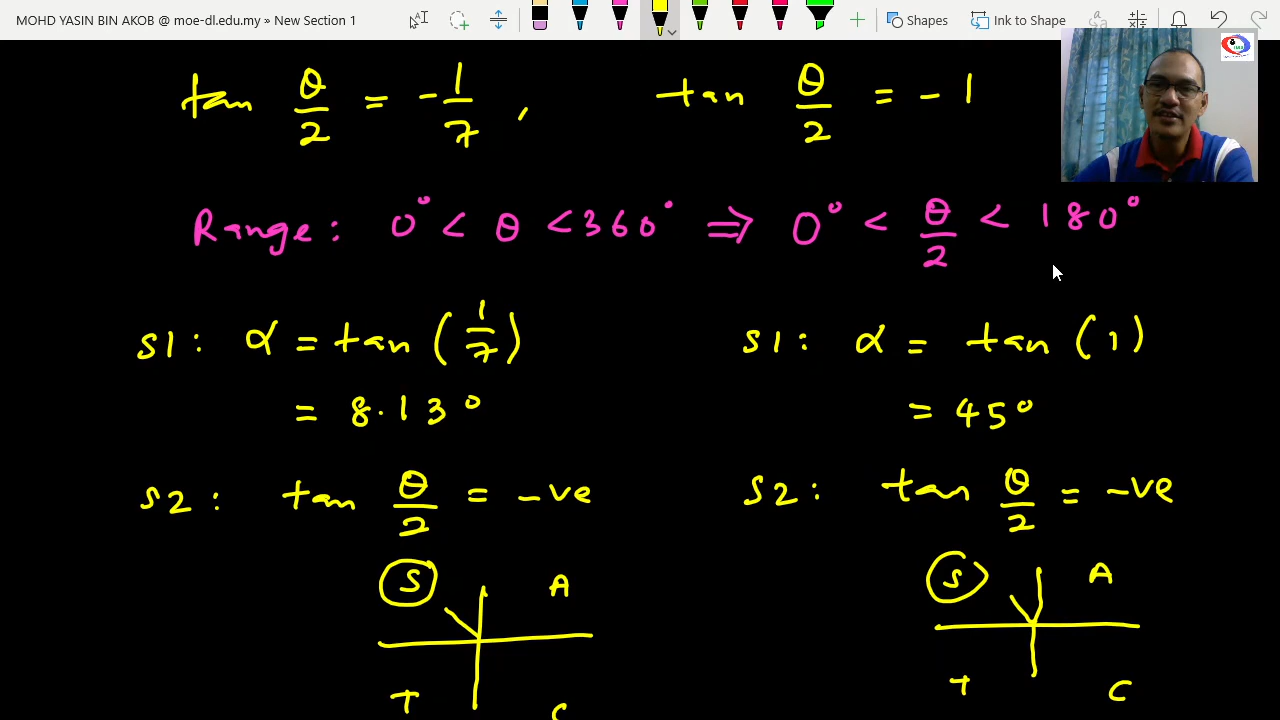 MOHD YASIN BIN AKOB @ moe-dl.edu.my » New Section 1
Shapes Ink to Shape
tan θ/2 = -1/7 , tan θ/2 = -1
Range: 0° < θ < 360° ⇒ 0° < θ/2 < 180°
S1: α = tan (1/7) S1: α = tan (1)
= 8.13° = 45°
S2: tan θ/2 = -ve S2: tan θ/2 = -ve
S A S A
T C T C